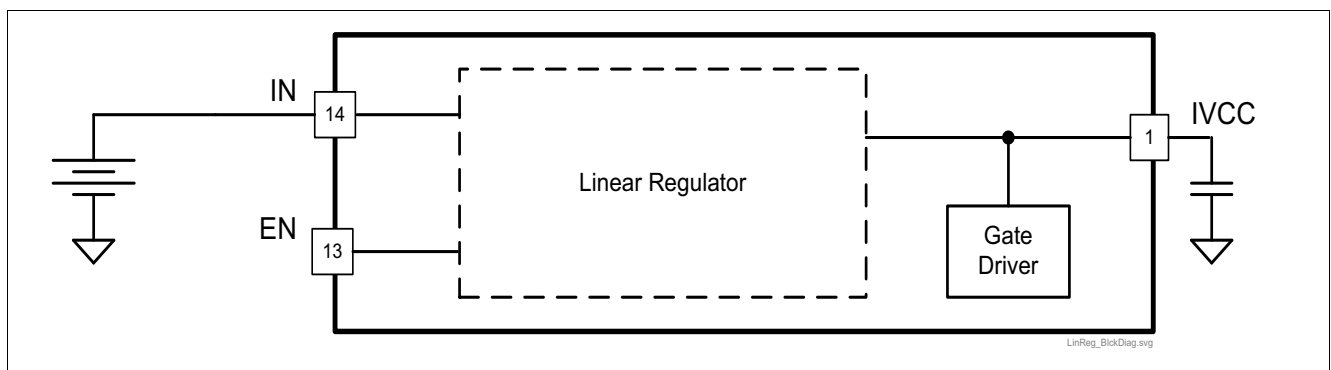 IN
14
Linear Regulator
1
IVCC
EN
13
Gate
Driver
LinReg_BlckDiag.svg